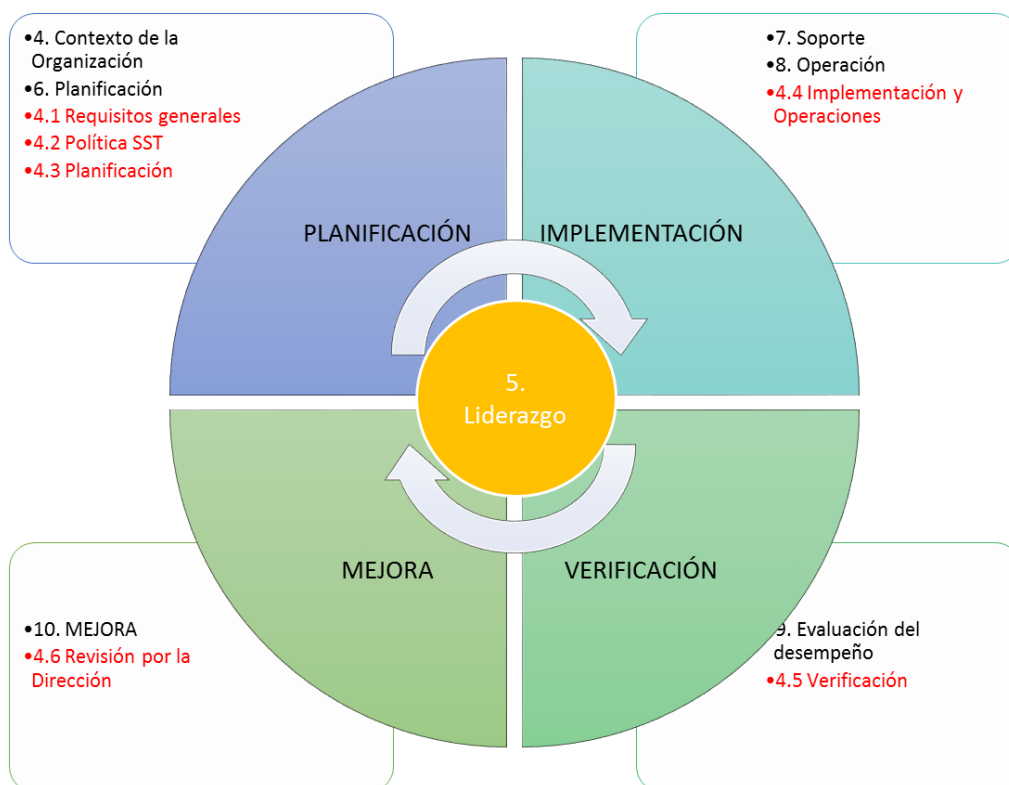 •4. Contexto de la
Organización
•6. Planificación
•4.1 Requisitos generales
•4.2 Política SST
•4.3 Planificación
•7. Soporte
•8. Operación
•4.4 Implementación y
Operaciones
PLANIFICACIÓN
IMPLEMENTACIÓN
5.
Liderazgo
MEJORA
VERIFICACIÓN
•10. MEJORA
•4.6 Revisión por la
Dirección
9. Evaluación del
desempeño
•4.5 Verificación